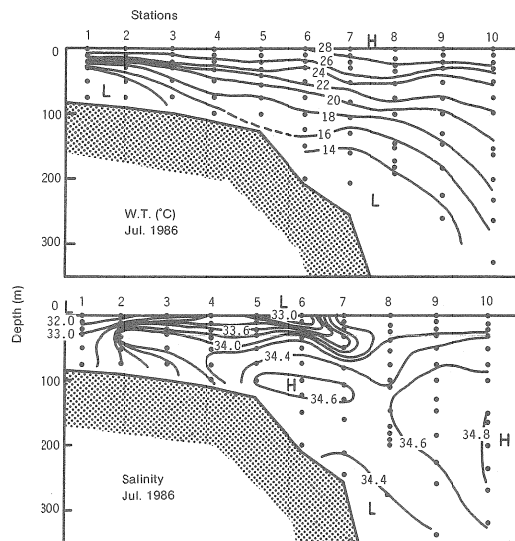 Stations
1 2 3 4 5 6 7 8 9 10
0
100
200
300
28
H
26
24
22
20
18
16
14
L
L
W.T. (°C)
Jul. 1986
Depth (m)
L
1 2 3 4 5 6 7 8 9 10
L
0
100
200
300
32.0
33.0
33.0
33.6
34.0
34.4
H
34.6
34.6
34.8
H
34.4
L
Salinity
Jul. 1986